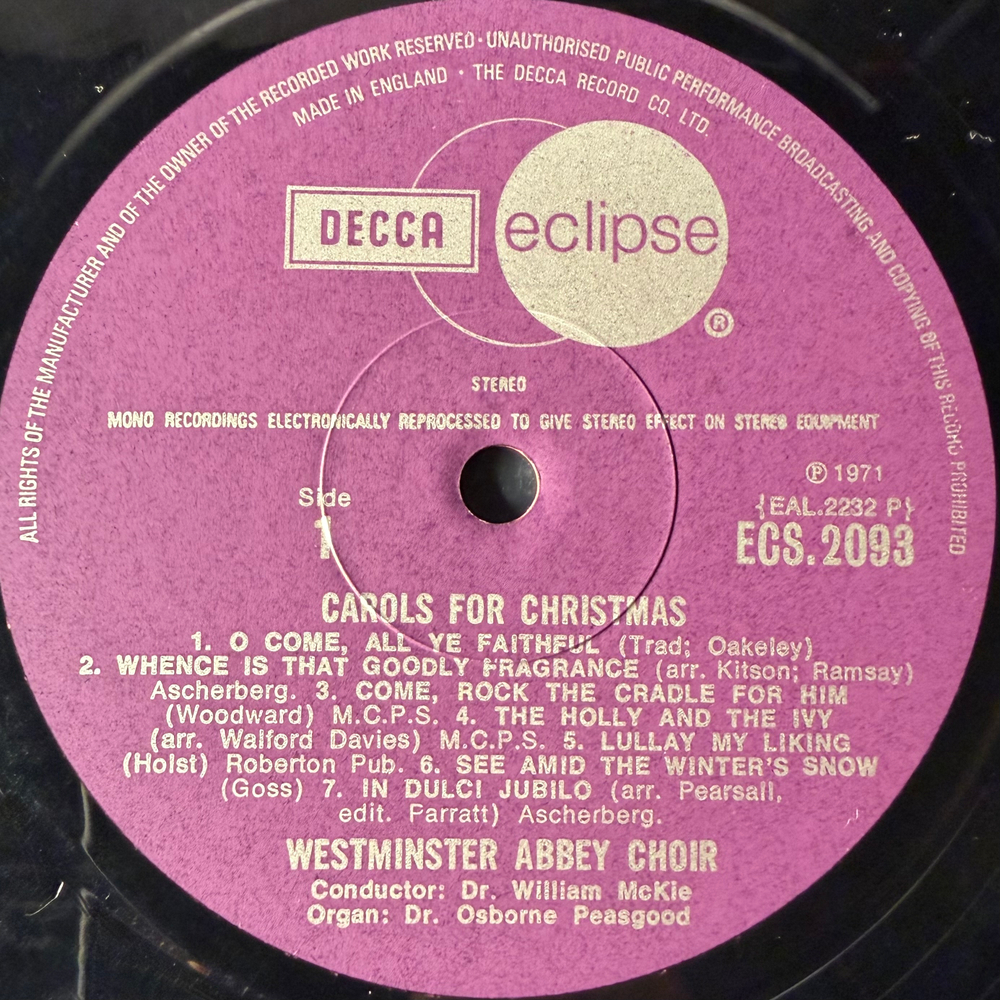 ALL RIGHTS OF THE MANUFACTURER AND OF THE OWNER OF THE RECORDED WORK RESERVED · UNAUTHORISED PUBLIC PERFORMANCE BROADCASTING AND COPYING OF THIS RECORD PROHIBITED
MADE IN ENGLAND · THE DECCA RECORD CO. LTD.
DECCA eclipse
®
STEREO
MONO RECORDINGS ELECTRONICALLY REPROCESSED TO GIVE STEREO EFFECT ON STEREO EQUIPMENT
℗ 1971
Side
{EAL.2232 P}
1
ECS.2093
CAROLS FOR CHRISTMAS
1. O COME, ALL YE FAITHFUL (Trad; Oakeley)
2. WHENCE IS THAT GOODLY FRAGRANCE (arr. Kitson; Ramsay)
Ascherberg. 3. COME, ROCK THE CRADLE FOR HIM
(Woodward) M.C.P.S. 4. THE HOLLY AND THE IVY
(arr. Walford Davies) M.C.P.S. 5. LULLAY MY LIKING
(Holst) Roberton Pub. 6. SEE AMID THE WINTER'S SNOW
(Goss) 7. IN DULCI JUBILO (arr. Pearsall,
edit. Parratt) Ascherberg.
WESTMINSTER ABBEY CHOIR
Conductor: Dr. William McKie
Organ: Dr. Osborne Peasgood